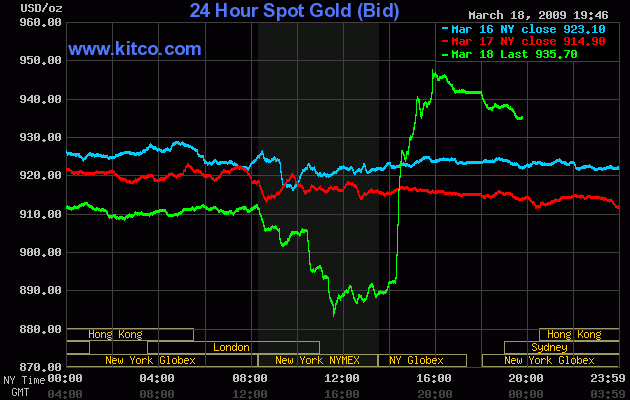 USD/oz 24 Hour Spot Gold (Bid)
March 18, 2009 19:46
www.kitco.com
Mar 16 NY close 923.10
Mar 17 NY close 914.90
Mar 18 Last 935.70
960.00
950.00
940.00
930.00
920.00
910.00
900.00
890.00
880.00
870.00
Hong Kong Hong Kong
London Sydney
New York Globex New York NYMEX NY Globex New York Globex
NY Time 00:00 04:00 08:00 12:00 16:00 20:00 23:59
GMT 04:00 08:00 12:00 16:00 20:00 00:00 03:59